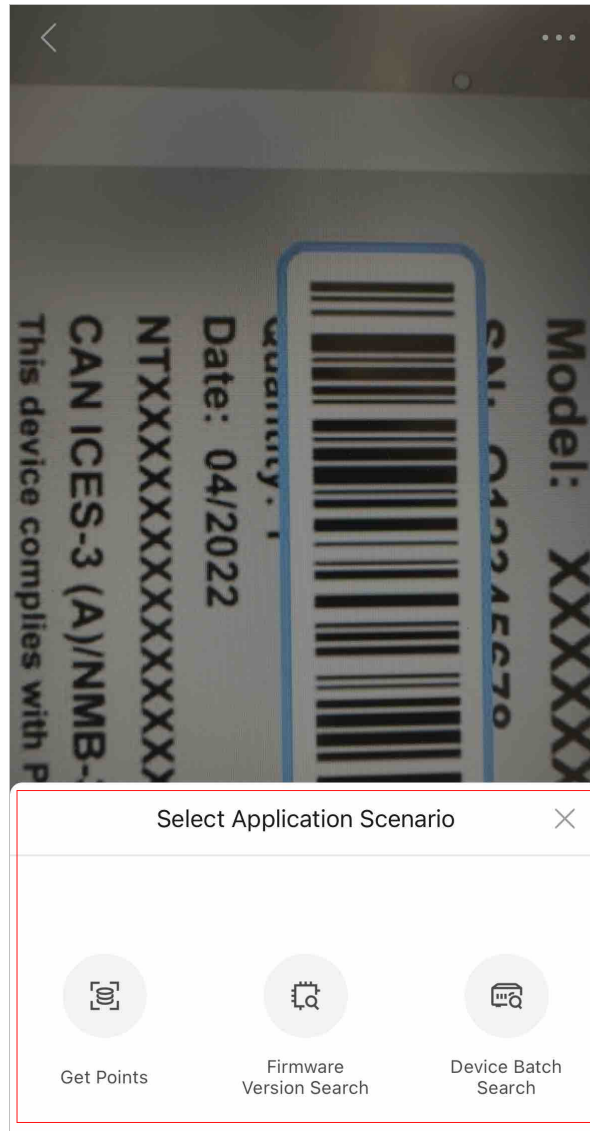 Model: XXXXX
Date: 04/2022
NTXXXXXXXXXXXXX
CAN ICES-3 (A)/NMB-
This device complies with P
Select Application Scenario
Get Points
Firmware
Version Search
Device Batch
Search